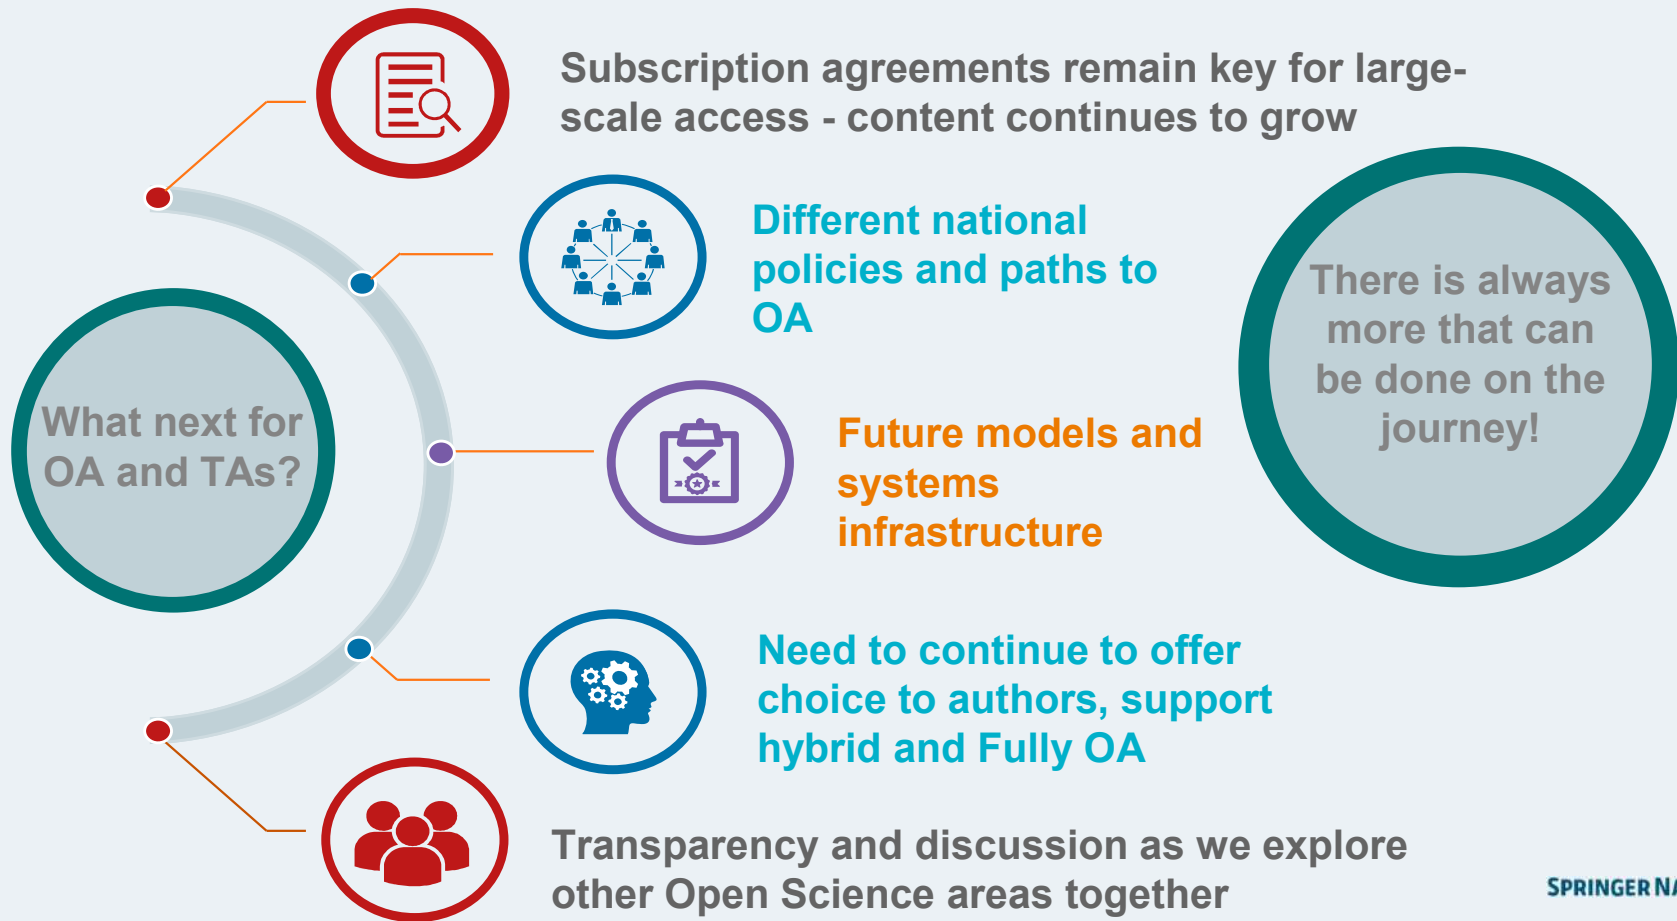 Subscription agreements remain key for large-
scale access - content continues to grow
Different national
policies and paths to
OA
There is always
more that can
be done on the
journey!
What next for
OA and TAs?
Future models and
systems
infrastructure
Need to continue to offer
choice to authors, support
hybrid and Fully OA
Transparency and discussion as we explore
other Open Science areas together
SPRINGER NA